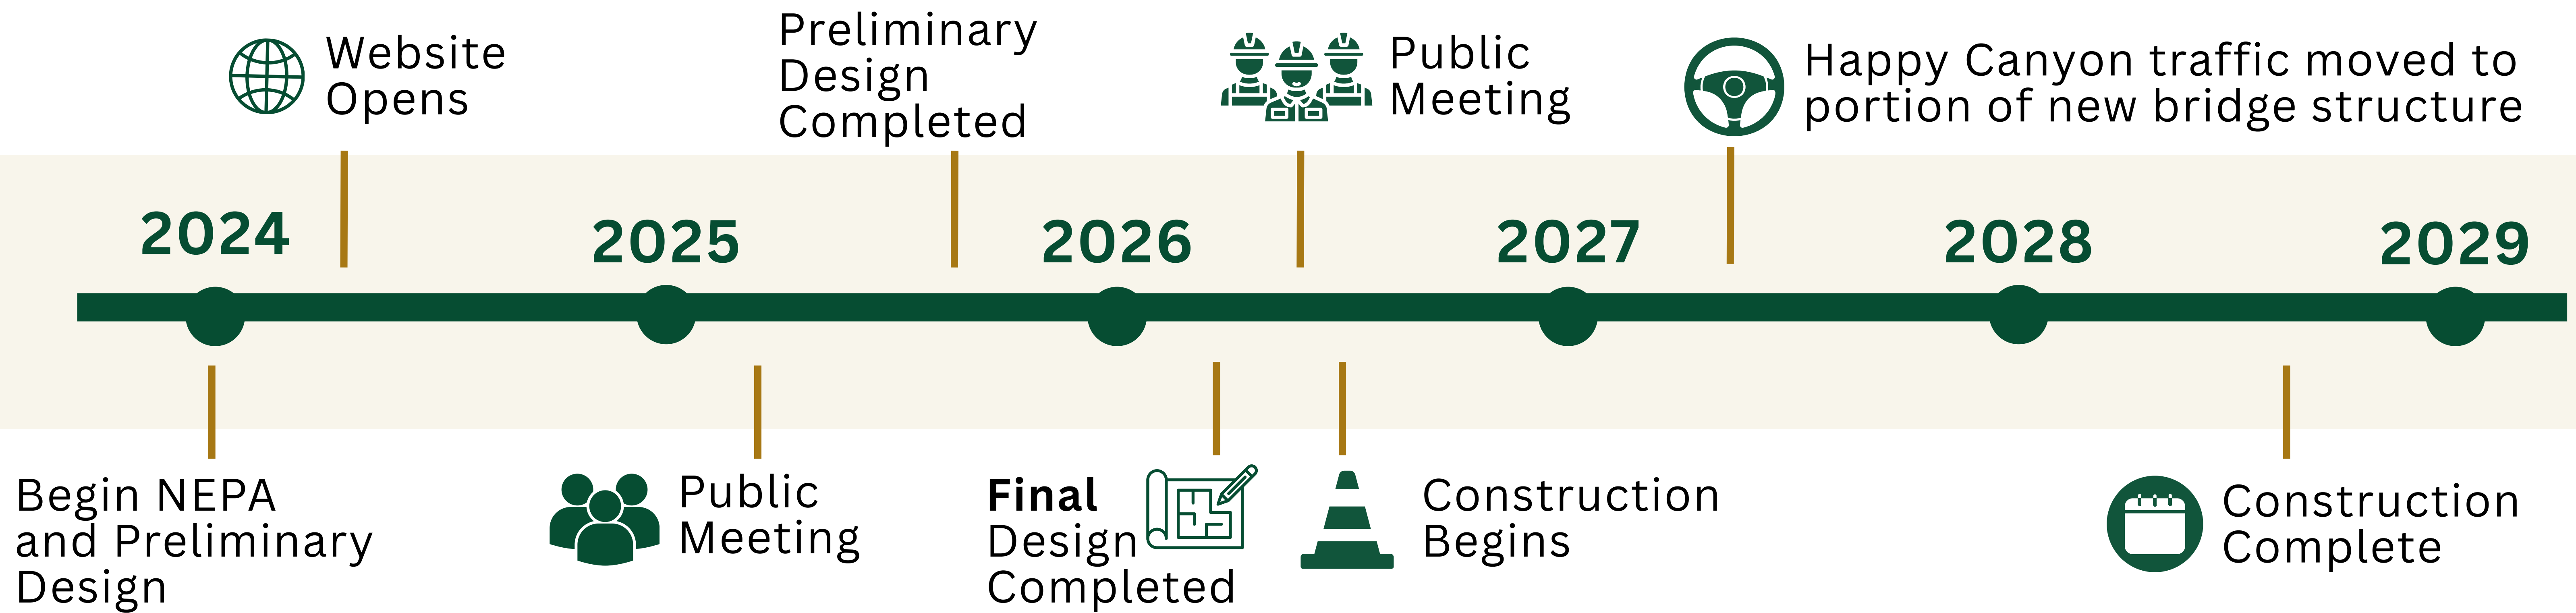 Website
Opens
Preliminary
Design
Completed
Public
Meeting
Happy Canyon traffic moved to
portion of new bridge structure
2024
2025
2026
2027
2028
2029
Begin NEPA
and Preliminary
Design
Public
Meeting
Final
Design
Completed
Construction
Begins
Construction
Complete